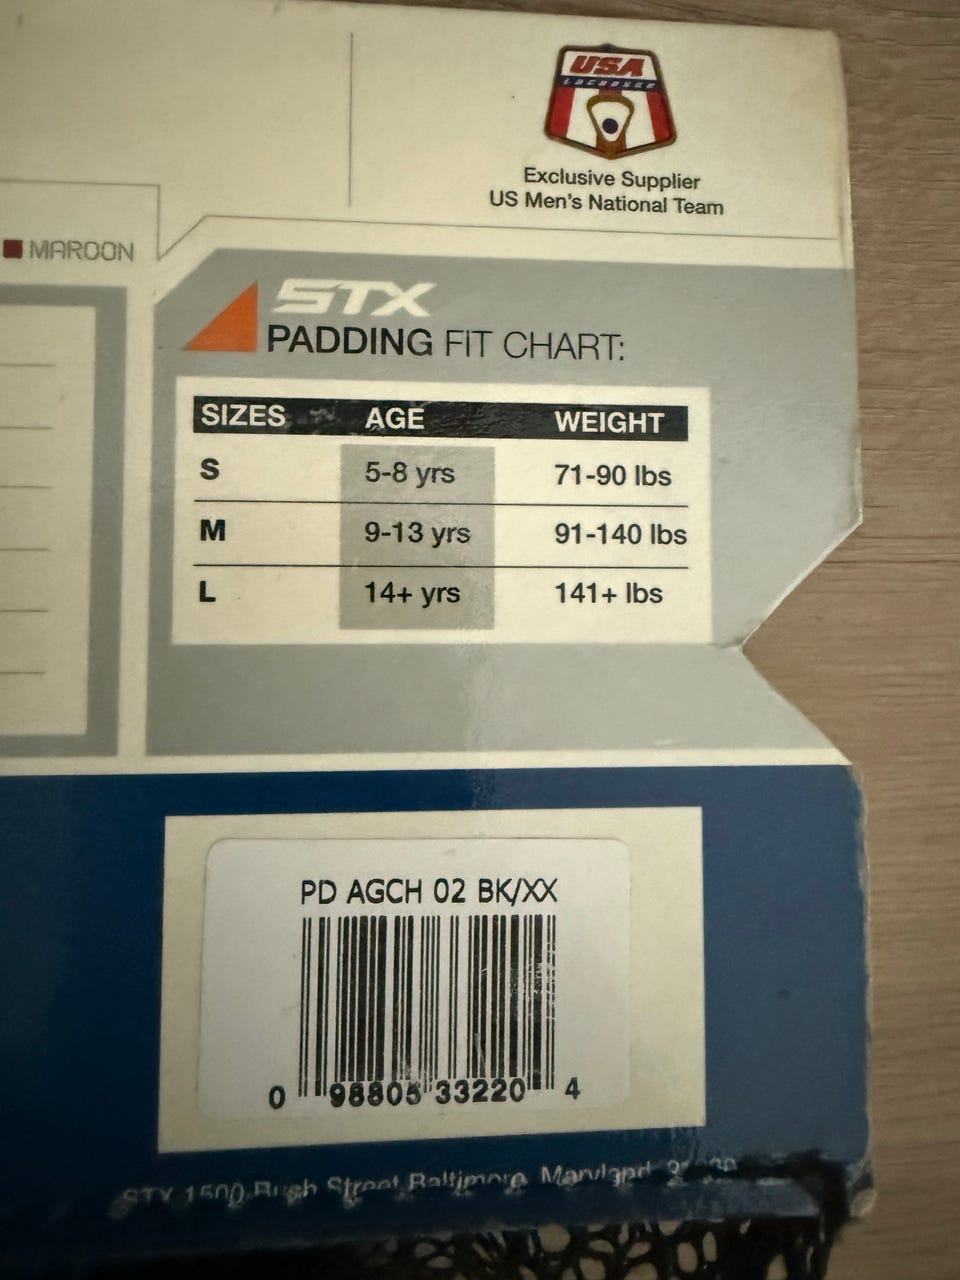 USA
LACROSSE
Exclusive Supplier
US Men's National Team
MAROON
STX
PADDING FIT CHART:
SIZES AGE WEIGHT
S 5-8 yrs 71-90 lbs
M 9-13 yrs 91-140 lbs
L 14+ yrs 141+ lbs
PD AGCH 02 BK/XX
0 98805 33220 4
STX 1500 Bush Street Baltimore, Maryland